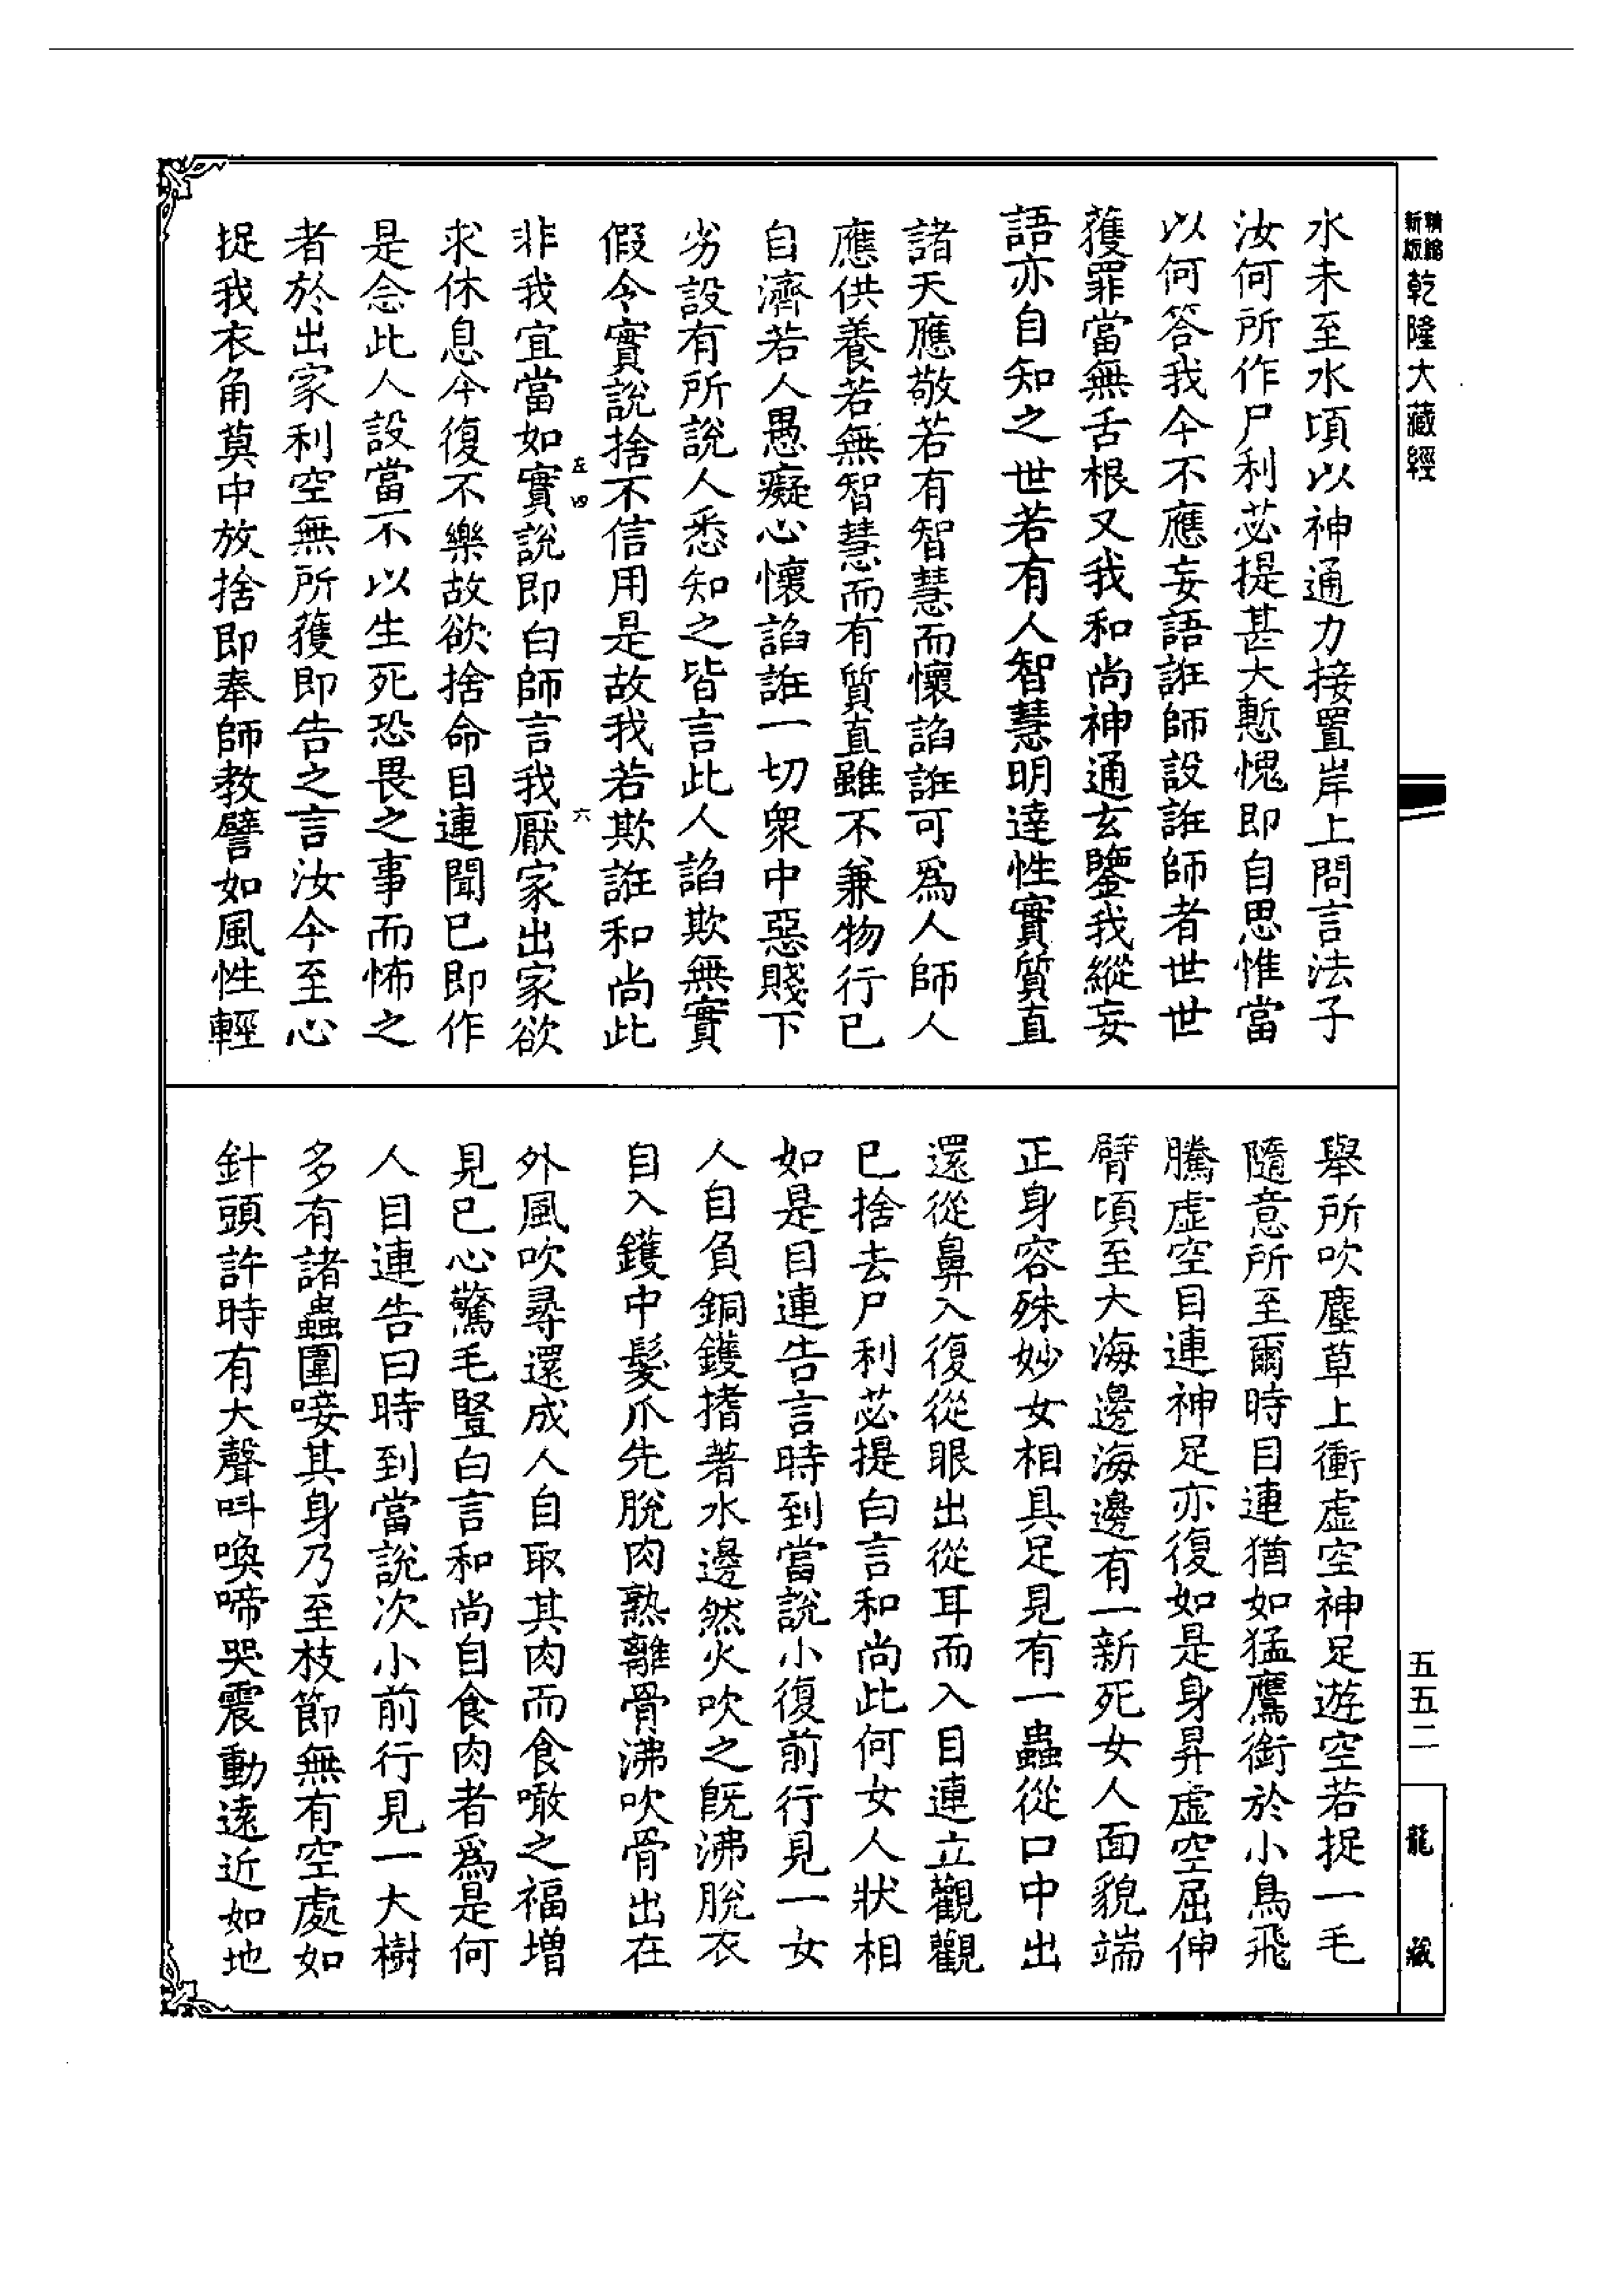 新版精縮乾隆大藏經
水未至水頃以神通力接置岸上問言法子
汝何所作尸利苾提甚大慙愧即自思惟當
以何答我今不應妄語誑師設誑師者世世
獲罪當無舌根又我和尚神通玄鑒我縱妄
語亦自知之世若有人智慧明達性實質直
諸天應敬若有智慧而懷諂誑可爲人師人
應供養若無智慧而有質直雖不兼物行已
自濟若人愚癡心懷諂誑一切衆中惡賤下
劣設有所說人悉知之皆言此人諂欺無實
假令實說捨不信用是故我若欺誑和尚此
左四 六
非我宜當如實說即白師言我厭家出家欲
求休息今復不樂故欲捨命目連聞已即作
是念此人設當不以生死恐畏之事而怖之
者於出家利空無所獲即告之言汝今至心
捉我衣角莫中放捨即奉師教譬如風性輕
舉所吹塵草上衝虛空神足遊空若捉一毛
隨意所至爾時目連猶如猛鷹銜於小鳥飛
騰虛空目連神足亦復如是身昇虛空屈伸
臂頃至大海邊海邊有一新死女人面貌端
正身容殊妙女相具足見有一蟲從口中出
還從鼻入復從眼出從耳而入目連立觀觀
已捨去尸利苾提白言和尚此何女人狀相
如是目連告言時到當說小復前行見一女
人自負銅鑊揩著水邊然火吹之旣沸脫衣
自入鑊中髮爪先脫肉熟離骨沸吹骨出在
外風吹尋還成人自取其肉而食噉之福增
見已心驚毛豎白言和尚自食肉者爲是何
人目連告曰時到當說次小前行見一大樹
多有諸蟲圍唼其身乃至枝節無有空處如
針頭許時有大聲叫喚啼哭震動遠近如地
五五二
龍藏